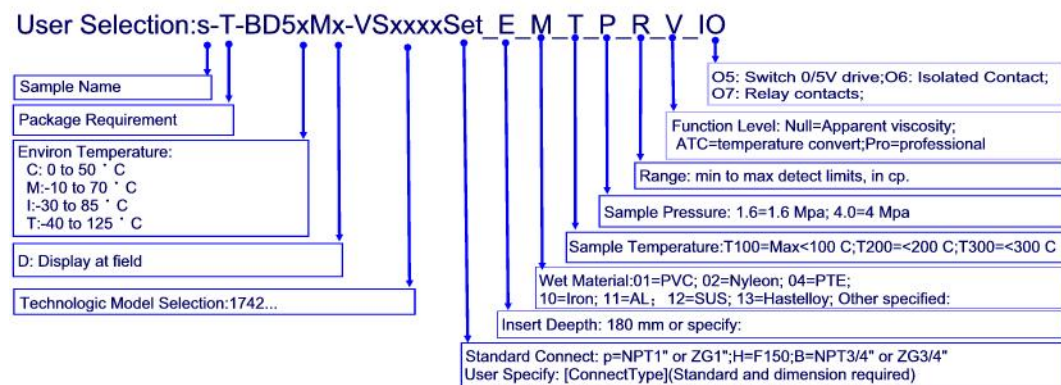 User Selection:s-T-BD5xMx-VSxxxxSet_E_M_T_P_R_V_IO
Sample Name
Package Requirement
Environ Temperature:
C: 0 to 50 ˚ C
M:-10 to 70 ˚ C
I:-30 to 85 ˚ C
T:-40 to 125 ˚ C
D: Display at field
Technologic Model Selection:1742...
O5: Switch 0/5V drive;O6: Isolated Contact;
O7: Relay contacts;
Function Level: Null=Apparent viscosity;
ATC=temperature convert;Pro=professional
Range: min to max detect limits, in cp.
Sample Pressure: 1.6=1.6 Mpa; 4.0=4 Mpa
Sample Temperature:T100=Max<100 C;T200=<200 C;T300=<300 C
Wet Material:01=PVC; 02=Nyleon; 04=PTE;
10=Iron; 11=AL; 12=SUS; 13=Hastelloy; Other specified:
Insert Deepth: 180 mm or specify:
Standard Connect: p=NPT1" or ZG1";H=F150;B=NPT3/4" or ZG3/4"
User Specify: [ConnectType](Standard and dimension required)